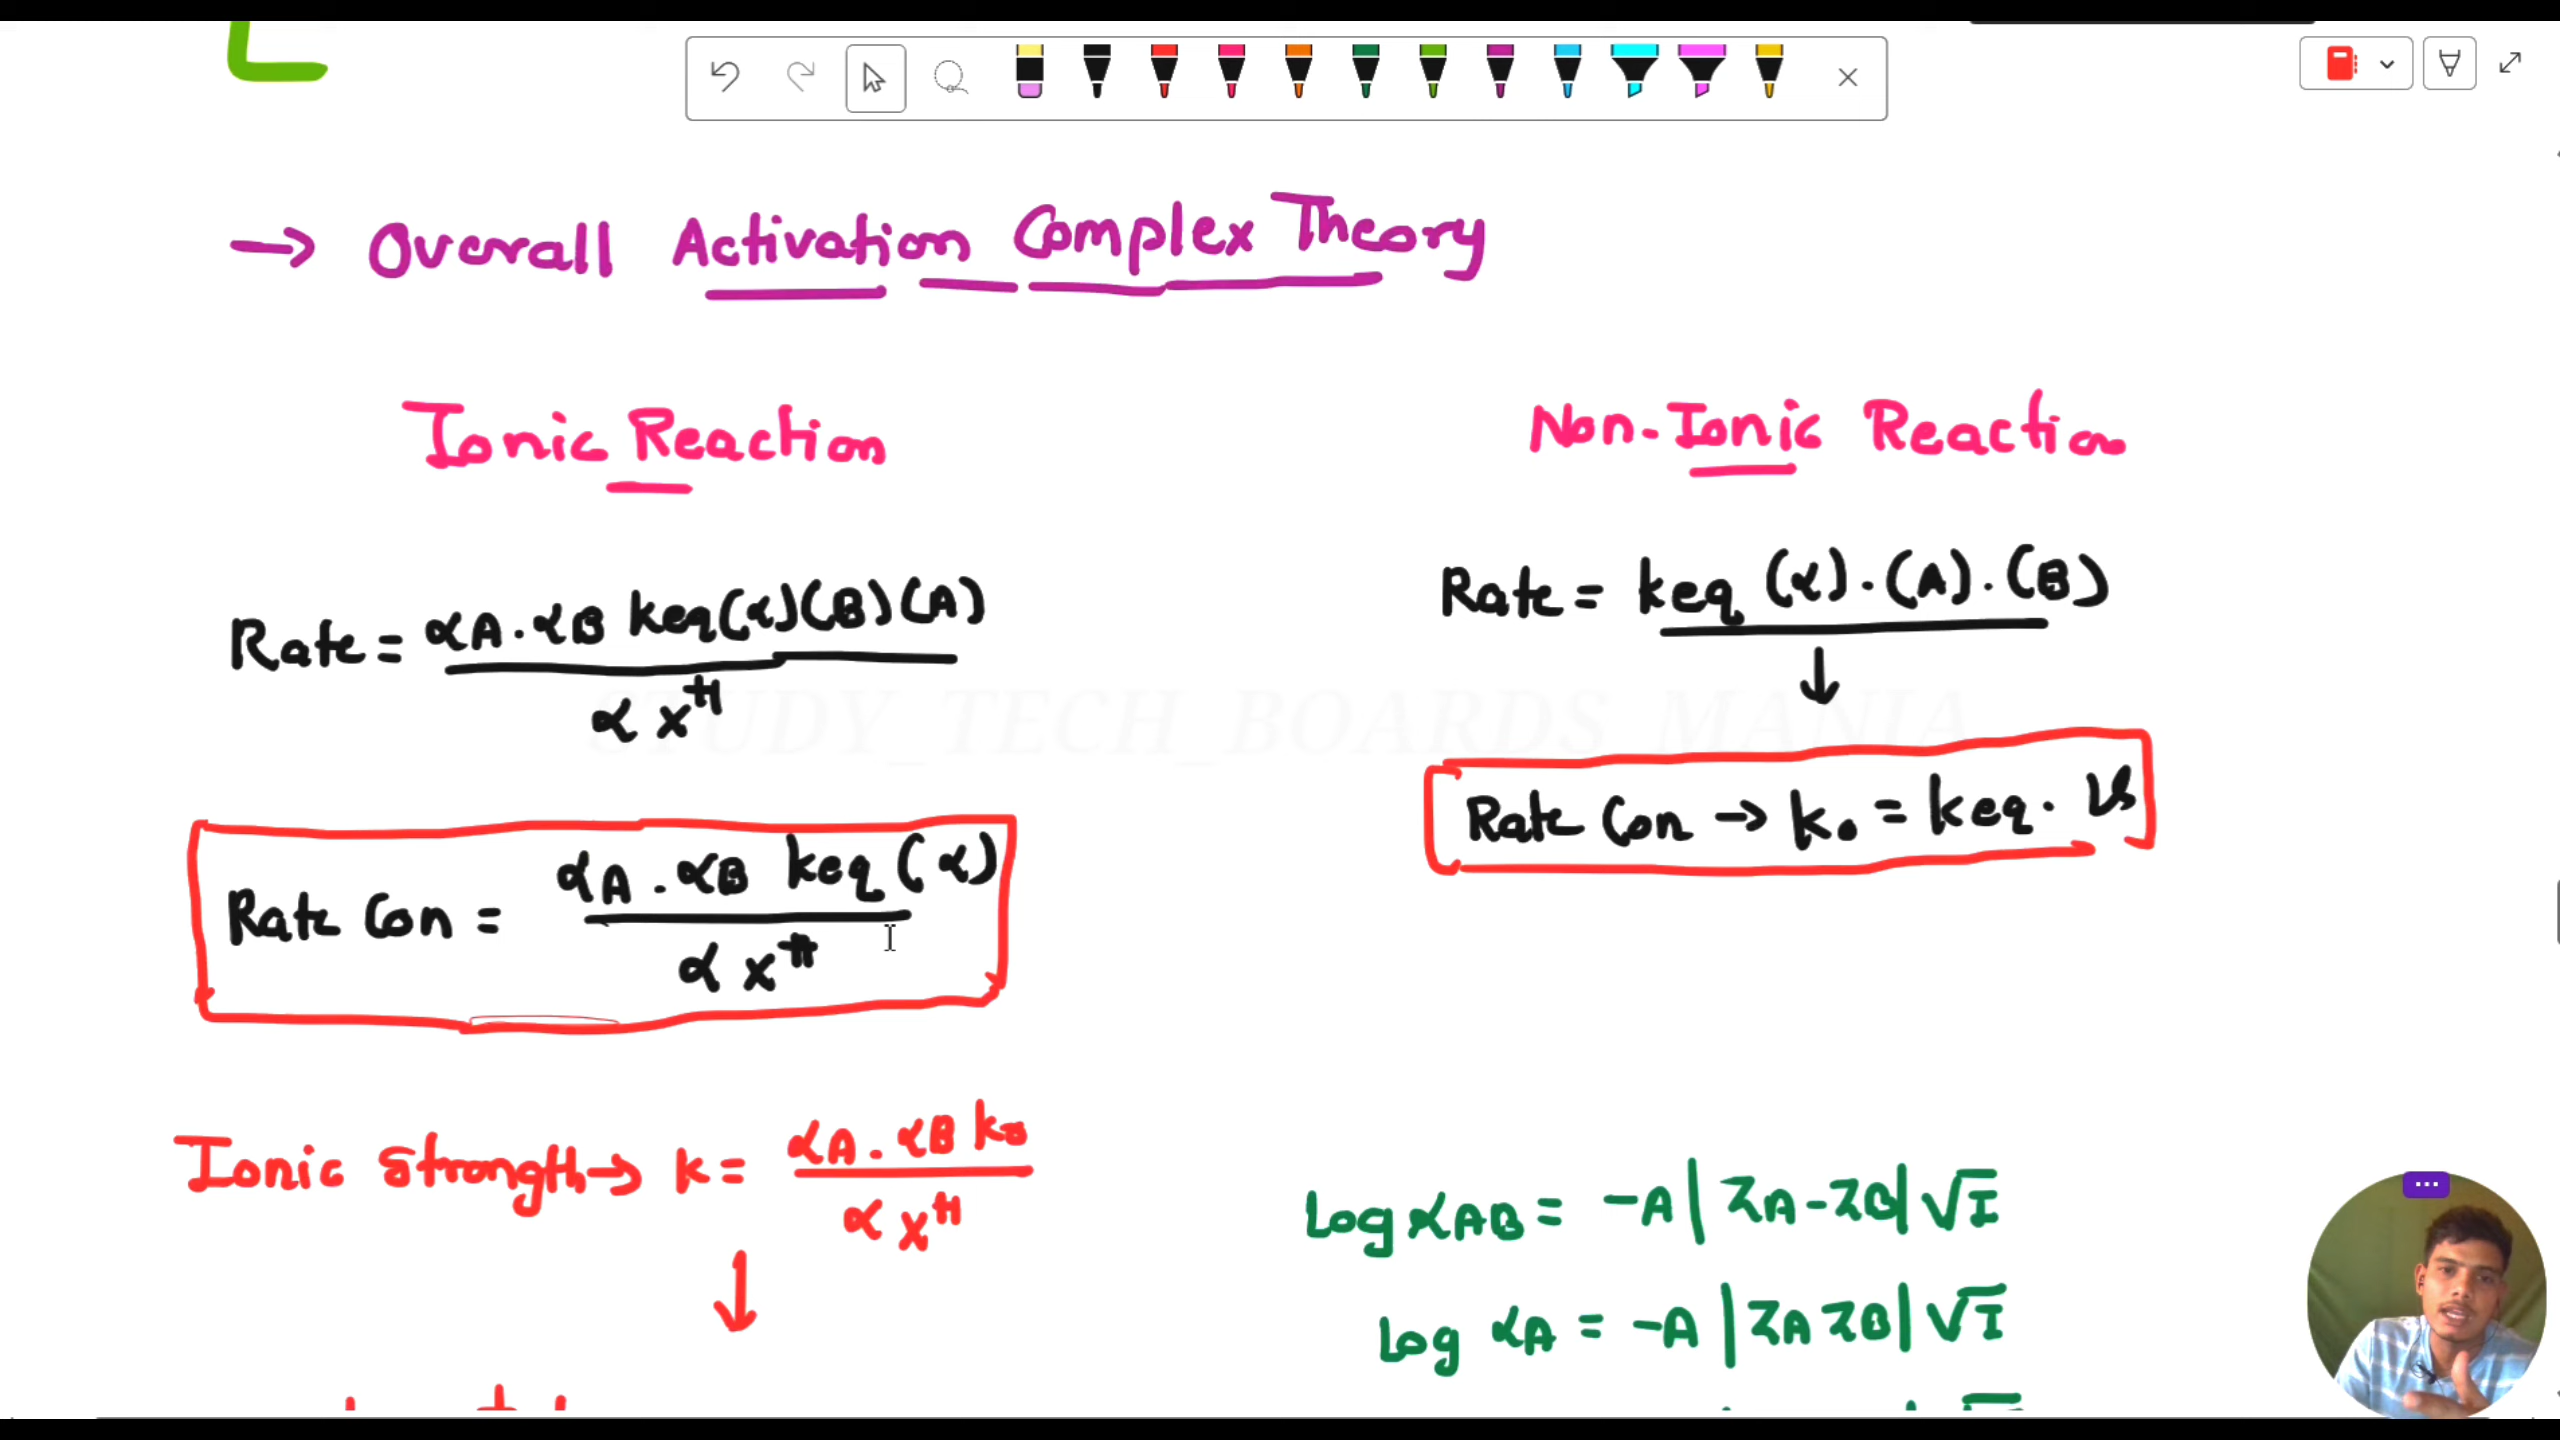 → Overall Activation Complex Theory
Ionic Reaction
Non-Ionic Reaction
Rate = αA . αB keq(α)(B)(A)
α x^‡
Rate = keq (α) . (A) . (B)
↓
STUDY_TECH_BOARDS_MANIA
Rate Con = αA . αB keq (α)
α x^‡
Rate Con → k₀ = keq .
Ionic Strongth → k = αA . αB k₀
α x^‡
↓
Log αAB = -A | ZA - ZB | √I
Log αA = -A | ZA ZB | √I